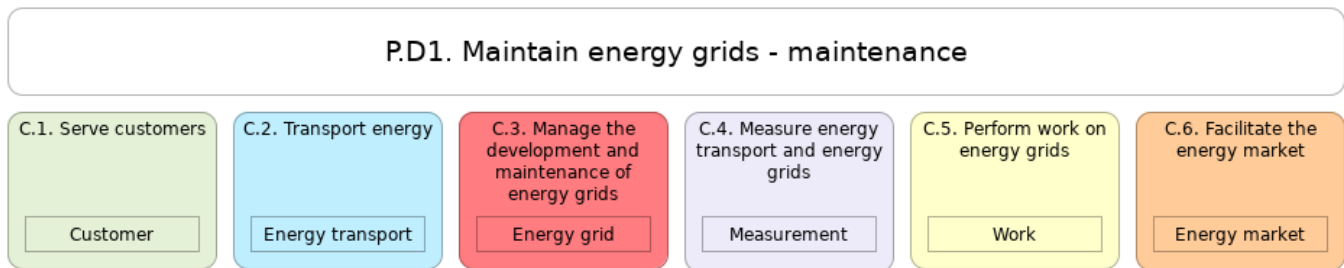 P.D1. Maintain energy grids - maintenance
C.1. Serve customers
Customer
C.2. Transport energy
Energy transport
C.3. Manage the
development and
maintenance of
energy grids
Energy grid
C.4. Measure energy
transport and energy
grids
Measurement
C.5. Perform work on
energy grids
Work
C.6. Facilitate the
energy market
Energy market